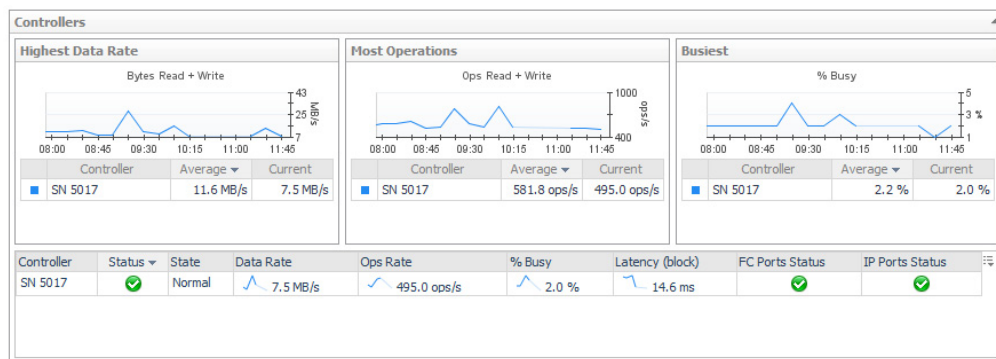 Controllers
Highest Data Rate
Bytes Read + Write
43
25
7
MB/s
08:00 08:45 09:30 10:15 11:00 11:45
Controller Average Current
SN 5017 11.6 MB/s 7.5 MB/s
Most Operations
Ops Read + Write
1000
400
ops/s
08:00 08:45 09:30 10:15 11:00 11:45
Controller Average Current
SN 5017 581.8 ops/s 495.0 ops/s
Busiest
% Busy
5
3 %
1
08:00 08:45 09:30 10:15 11:00 11:45
Controller Average Current
SN 5017 2.2 % 2.0 %
Controller Status State Data Rate Ops Rate % Busy Latency (block) FC Ports Status IP Ports Status
SN 5017 Normal 7.5 MB/s 495.0 ops/s 2.0 % 14.6 ms